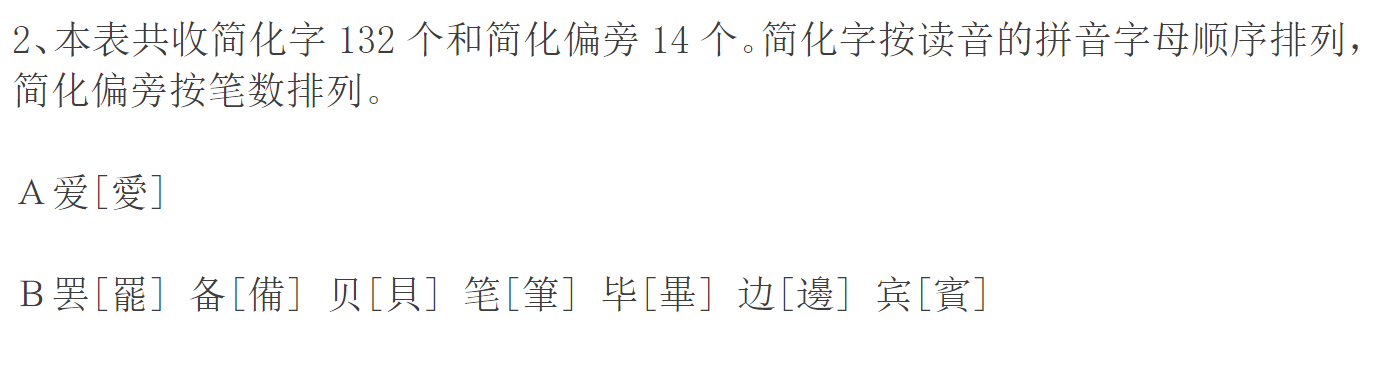 2、本表共收简化字 132 个和简化偏旁 14 个。简化字按读音的拼音字母顺序排列，
简化偏旁按笔数排列。
A 爱[愛]
B 罢[罷] 备[備] 贝[貝] 笔[筆] 毕[畢] 边[邊] 宾[賓]